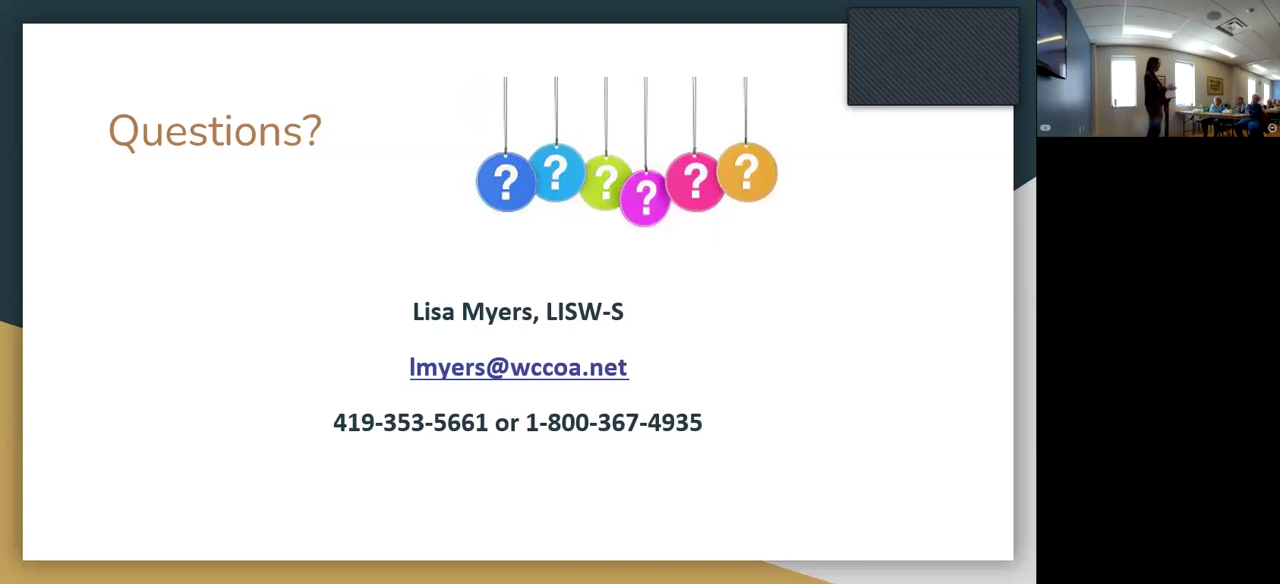 Questions?
? ? ? ? ? ?
Lisa Myers, LISW-S
lmyers@wccoa.net
419-353-5661 or 1-800-367-4935